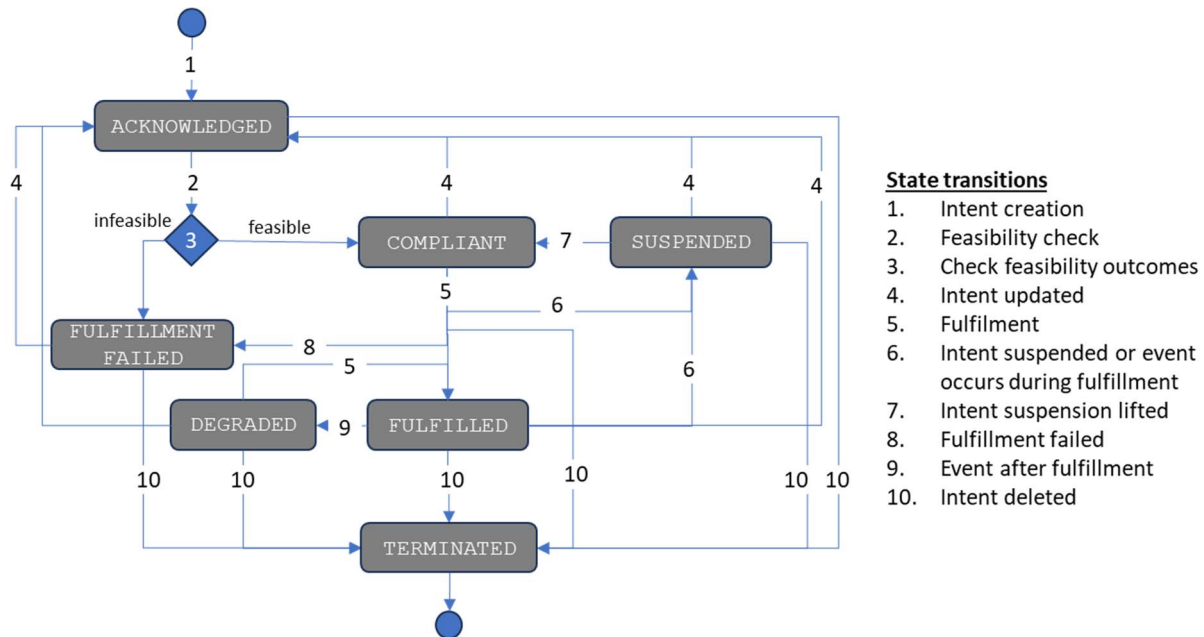 1
ACKNOWLEDGED
4
2
4
4
4
infeasible
3
feasible
COMPLIANT
7
SUSPENDED
5
6
FULFILLMENT
FAILED
8
5
6
DEGRADED
9
FULFILLED
10
10
10
10
10
10
TERMINATED
State transitions
1. Intent creation
2. Feasibility check
3. Check feasibility outcomes
4. Intent updated
5. Fulfilment
6. Intent suspended or event
occurs during fulfillment
7. Intent suspension lifted
8. Fulfillment failed
9. Event after fulfillment
10. Intent deleted